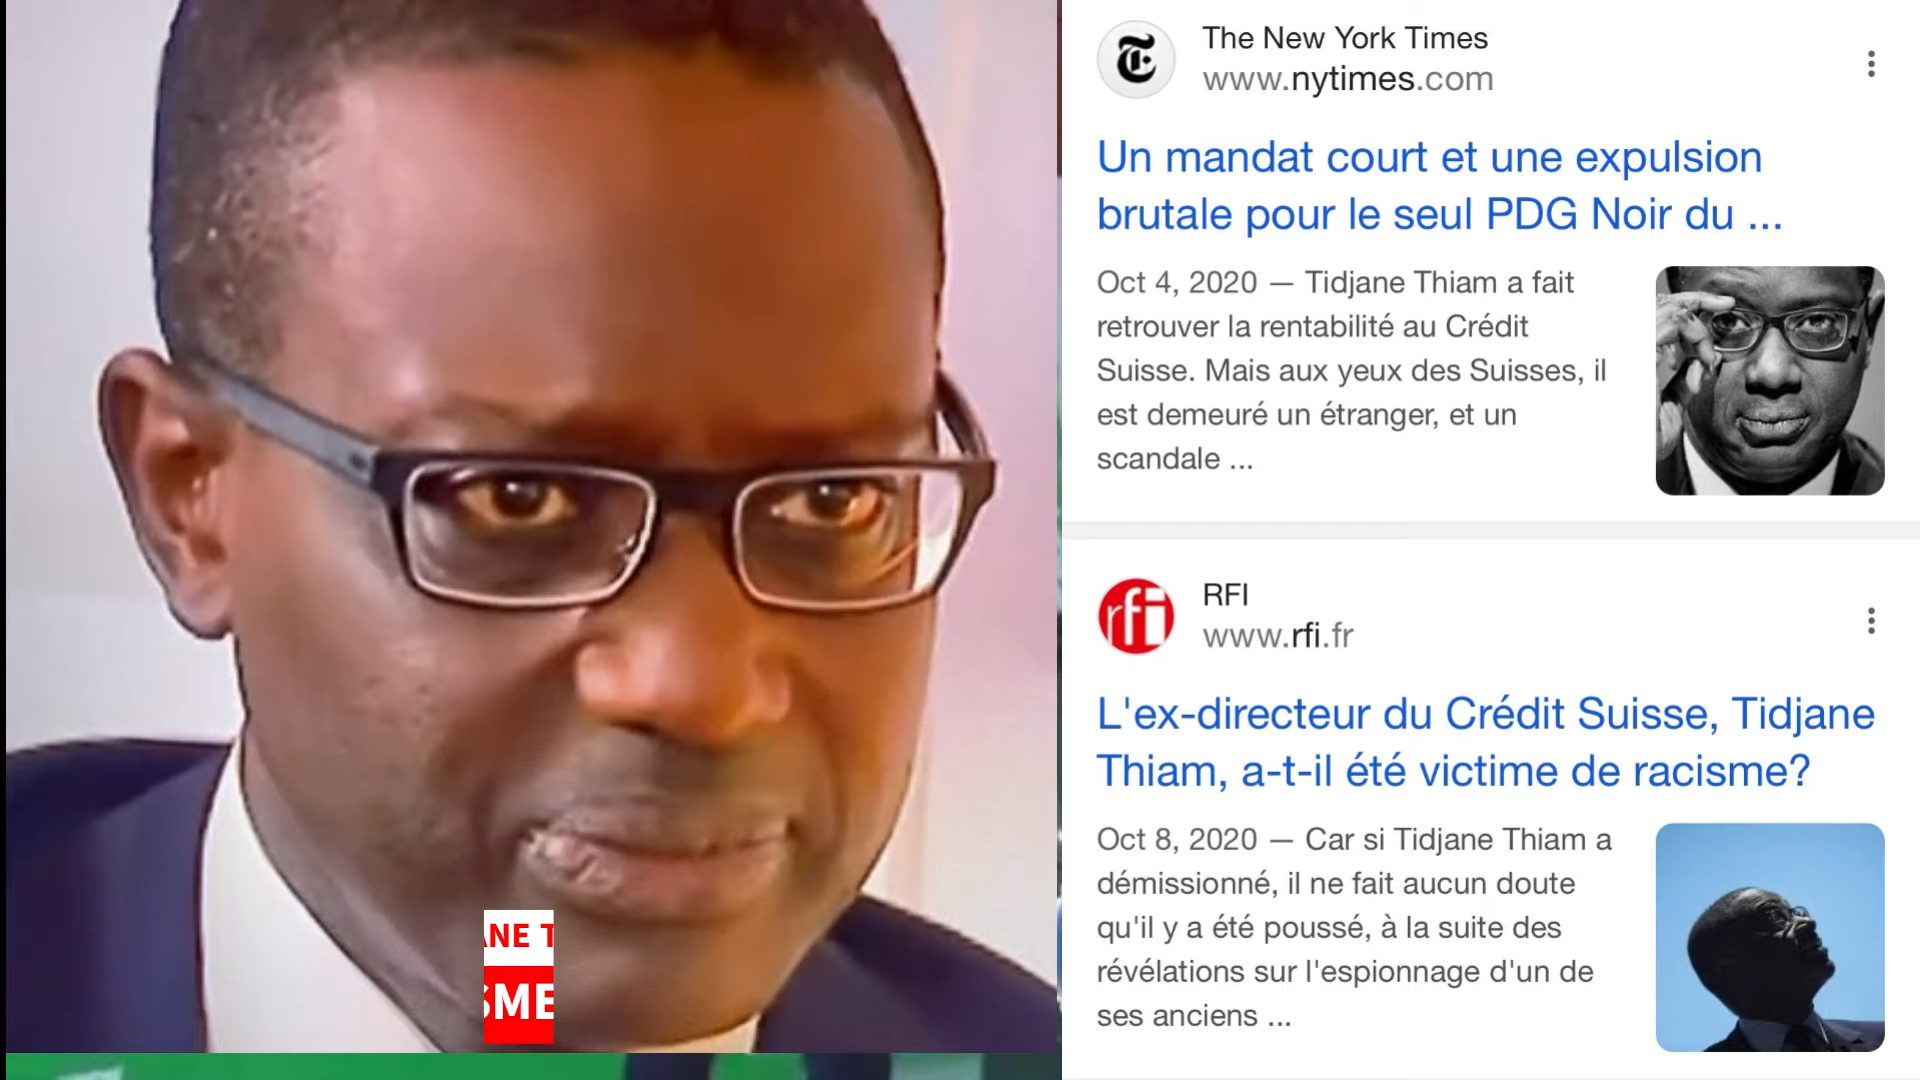 ANE T
SME
The New York Times
www.nytimes.com
Un mandat court et une expulsion
brutale pour le seul PDG Noir du ...
Oct 4, 2020 — Tidjane Thiam a fait
retrouver la rentabilité au Crédit
Suisse. Mais aux yeux des Suisses, il
est demeuré un étranger, et un
scandale ...
rfi
RFI
www.rfi.fr
L'ex-directeur du Crédit Suisse, Tidjane
Thiam, a-t-il été victime de racisme?
Oct 8, 2020 — Car si Tidjane Thiam a
démissionné, il ne fait aucun doute
qu'il y a été poussé, à la suite des
révélations sur l'espionnage d'un de
ses anciens ...